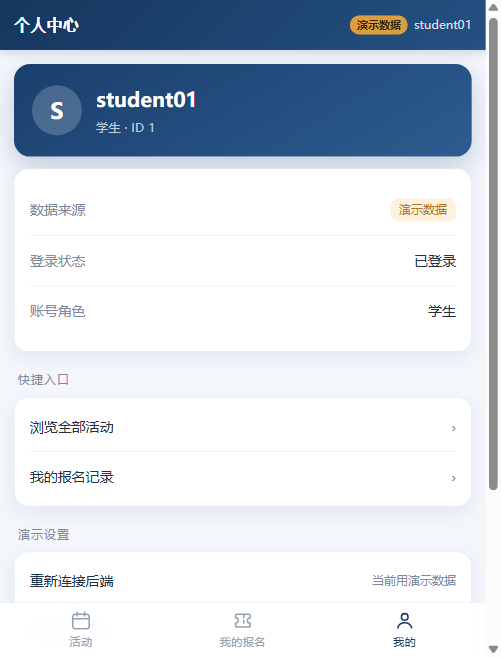 个人中心 演示数据 student01
S
student01
学生 · ID 1
数据来源 演示数据
登录状态 已登录
账号角色 学生
快捷入口
浏览全部活动 ›
我的报名记录 ›
演示设置
重新连接后端 当前用演示数据
活动 我的报名 我的